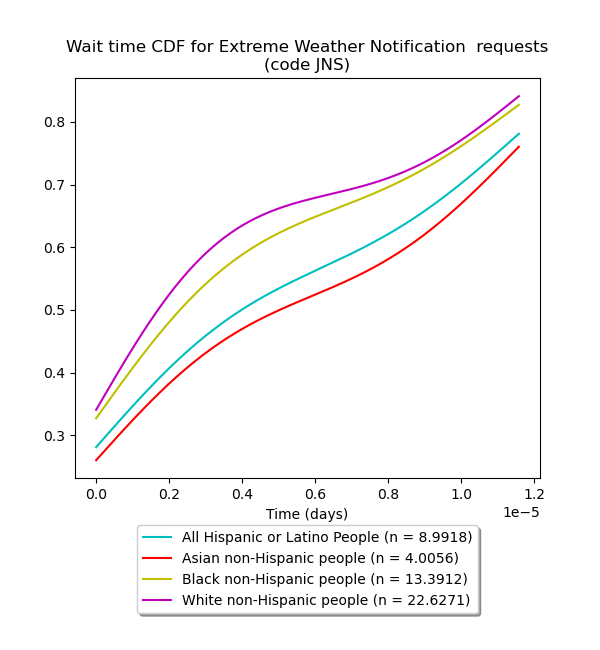 Wait time CDF for Extreme Weather Notification  requests
(code JNS)
0.8
0.7
0.6
0.5
0.4
0.3
0.0 0.2 0.4 0.6 0.8 1.0 1.2
Time (days)
1e−5
All Hispanic or Latino People (n = 8.9918)
Asian non-Hispanic people (n = 4.0056)
Black non-Hispanic people (n = 13.3912)
White non-Hispanic people (n = 22.6271)